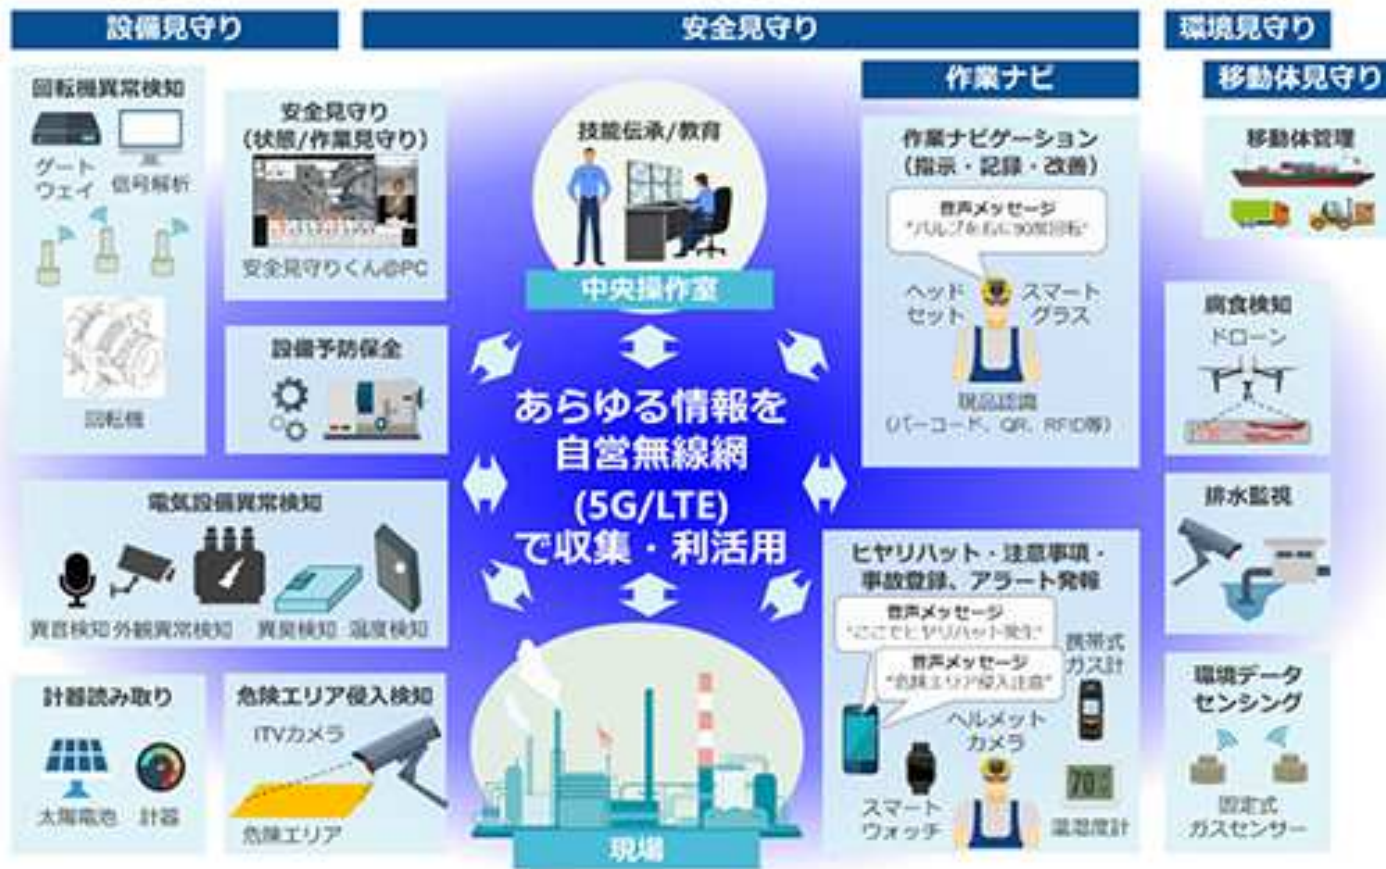 設備見守り
安全見守り
環境見守り
作業ナビ
移動体見守り
回転機異常検知
ゲート
ウェイ
信号解析
回転機
安全見守り
(状態/作業見守り)
安全見守りくん@PC
設備予防保全
技能伝承/教育
中央操作室
作業ナビゲーション
(指示・記録・改善)
音声メッセージ
"バルブを右に90度回転"
ヘッド
セット
スマート
グラス
現品認識
(バーコード、QR、RFID等)
移動体管理
腐食検知
ドローン
あらゆる情報を
自営無線網
(5G/LTE)
で収集・利活用
電気設備異常検知
異音検知
外観異常検知
異臭検知
温度検知
計器読み取り
太陽電池
計器
危険エリア侵入検知
ITVカメラ
危険エリア
現場
ヒヤリハット・注意事項・
事故登録、アラート発報
音声メッセージ
"ここでヒヤリハット発生"
音声メッセージ
"危険エリア侵入注意"
携帯式
ガス計
ヘルメット
カメラ
スマート
ウォッチ
70
温湿度計
排水監視
環境データ
センシング
固定式
ガスセンサー